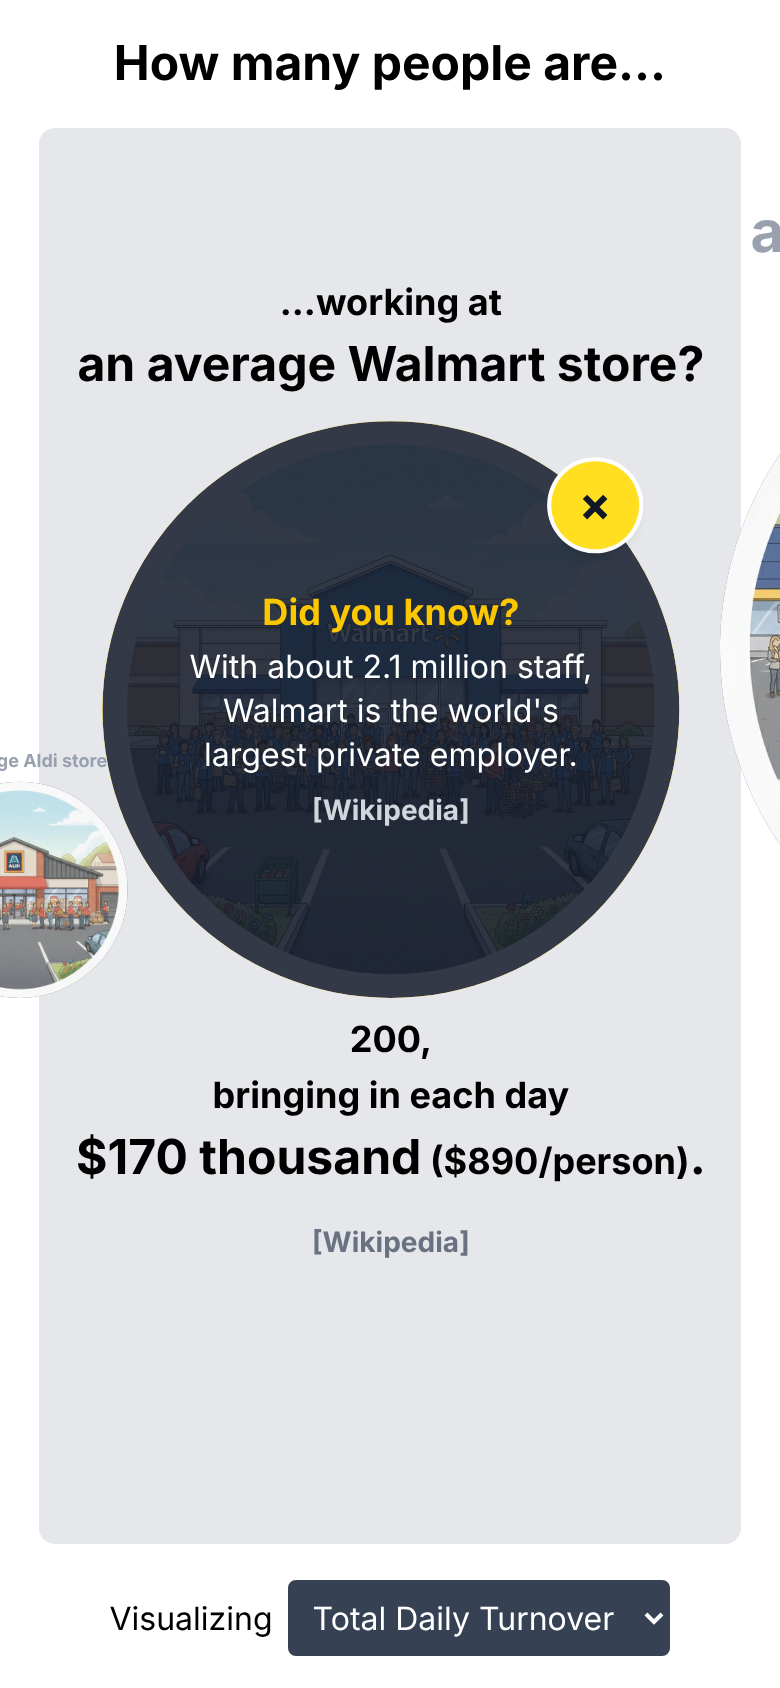 How many people are...
a
...working at
an average Walmart store?
×
Did you know?
Walmart
With about 2.1 million staff,
Walmart is the world's
largest private employer.
[Wikipedia]
ge Aldi store
ALDI
200,
bringing in each day
$170 thousand ($890/person).
[Wikipedia]
Visualizing Total Daily Turnover